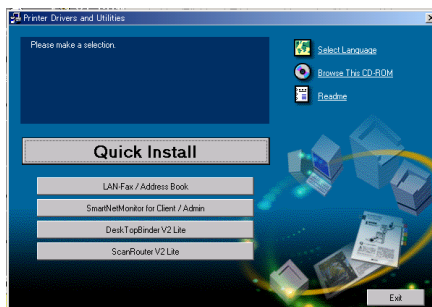 Printer Drivers and Utilities
Please make a selection.
Select Language
Browse This CD-ROM
Readme
Quick Install
LAN-Fax / Address Book
SmartNetMonitor for Client / Admin
DeskTopBinder V2 Lite
ScanRouter V2 Lite
Exit